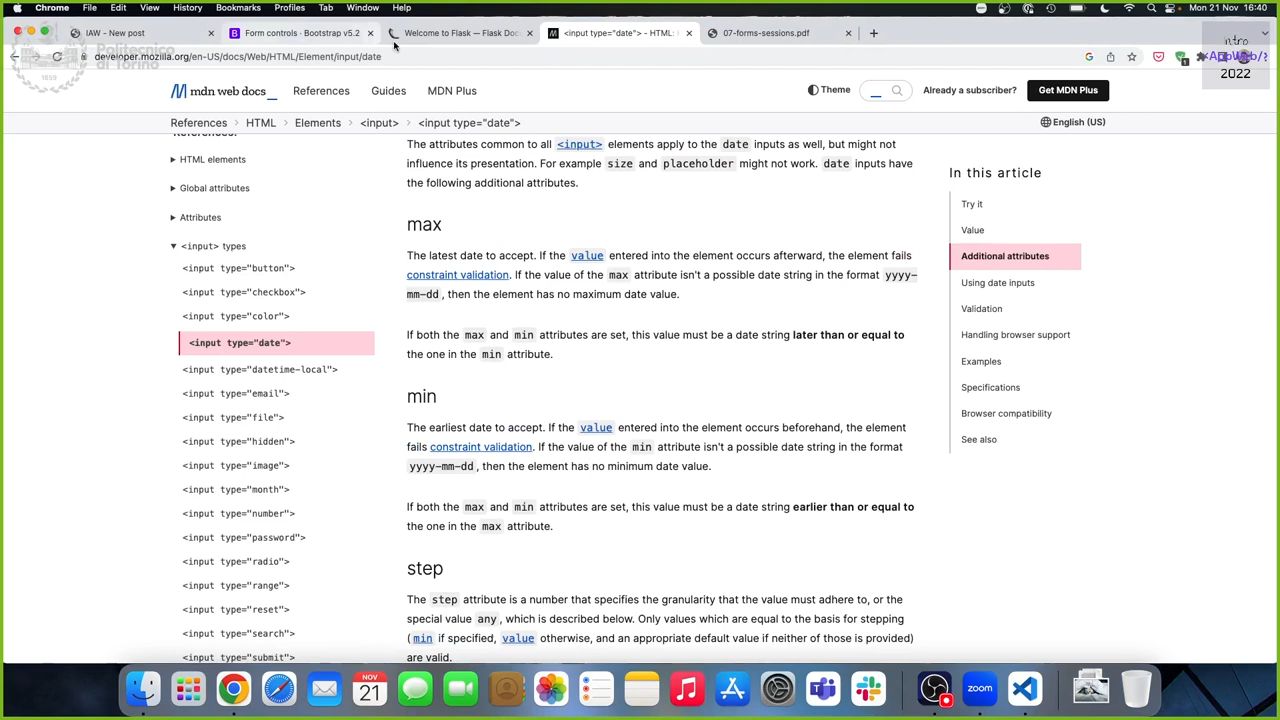 Chrome File Edit View History Bookmarks Profiles Tab Window Help Mon 21 Nov 16:40
IAW - New post Form controls · Bootstrap v5.2 Welcome to Flask — Flask Doc <input type="date"> - HTML: 07-forms-sessions.pdf
Intro
<AppWeb/>
2022
Politecnico
di Torino
1859
developer.mozilla.org/en-US/docs/Web/HTML/Element/input/date
mdn web docs_ References Guides MDN Plus Theme Already a subscriber? Get MDN Plus
References > HTML > Elements > <input> > <input type="date"> English (US)
References:
HTML elements
Global attributes
Attributes
<input> types
<input type="button">
<input type="checkbox">
<input type="color">
<input type="date">
<input type="datetime-local">
<input type="email">
<input type="file">
<input type="hidden">
<input type="image">
<input type="month">
<input type="number">
<input type="password">
<input type="radio">
<input type="range">
<input type="reset">
<input type="search">
<input type="submit">
The attributes common to all <input> elements apply to the date inputs as well, but might not
influence its presentation. For example size and placeholder might not work. date inputs have
the following additional attributes.
max
The latest date to accept. If the value entered into the element occurs afterward, the element fails
constraint validation. If the value of the max attribute isn't a possible date string in the format yyyy-
mm-dd, then the element has no maximum date value.
If both the max and min attributes are set, this value must be a date string later than or equal to
the one in the min attribute.
min
The earliest date to accept. If the value entered into the element occurs beforehand, the element
fails constraint validation. If the value of the min attribute isn't a possible date string in the format
yyyy-mm-dd, then the element has no minimum date value.
If both the max and min attributes are set, this value must be a date string earlier than or equal to
the one in the max attribute.
step
The step attribute is a number that specifies the granularity that the value must adhere to, or the
special value any, which is described below. Only values which are equal to the basis for stepping
(min if specified, value otherwise, and an appropriate default value if neither of those is provided)
are valid.
In this article
Try it
Value
Additional attributes
Using date inputs
Validation
Handling browser support
Examples
Specifications
Browser compatibility
See also
NOV
21
zoom